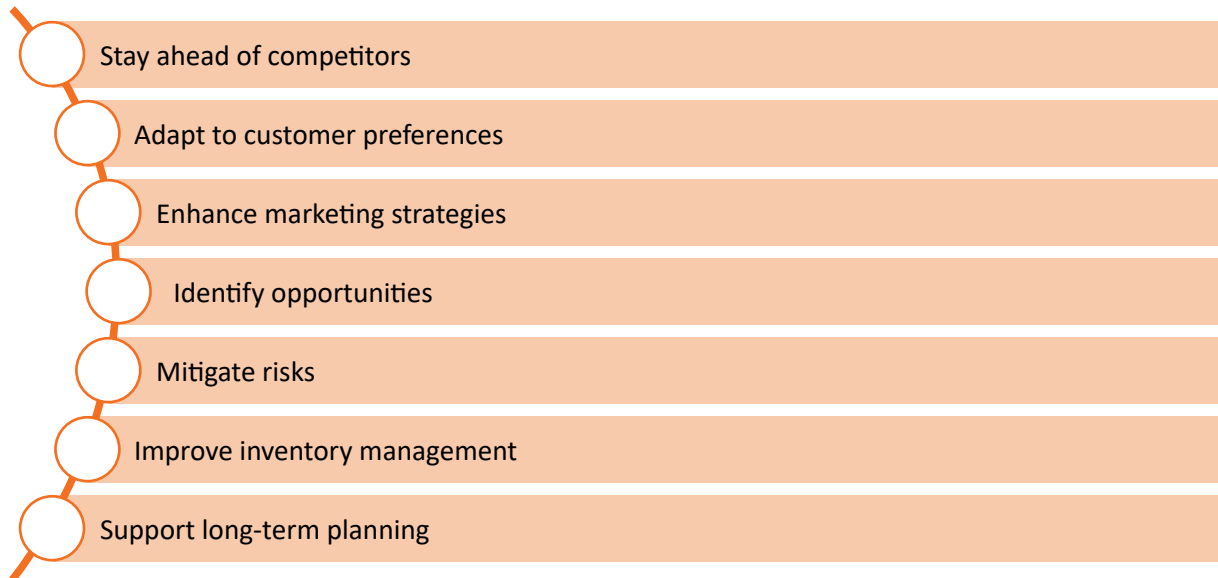 Stay ahead of competitors
Adapt to customer preferences
Enhance marketing strategies
Identify opportunities
Mitigate risks
Improve inventory management
Support long-term planning